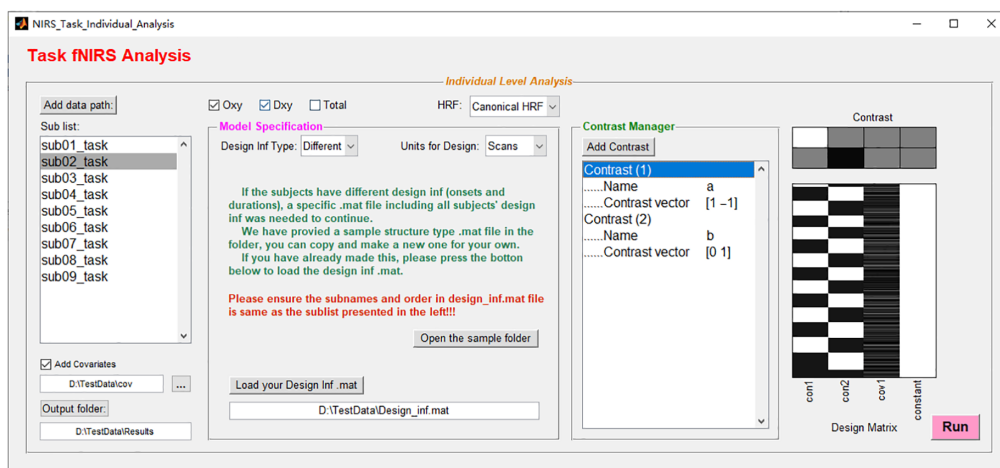 NIRS_Task_Individual_Analysis
Task fNIRS Analysis
Individual Level Analysis
Add data path:
Oxy
Dxy
Total
HRF:
Canonical HRF
Sub list:
sub01_task
sub02_task
sub03_task
sub04_task
sub05_task
sub06_task
sub07_task
sub08_task
sub09_task
Add Covariates
D:\TestData\cov
...
Output folder:
D:\TestData\Results
Model Specification
Design Inf Type:
Different
Units for Design:
Scans
If the subjects have different design inf (onsets and
durations), a specific .mat file including all subjects' design
inf was needed to continue.
We have provied a sample structure type .mat file in the
folder, you can copy and make a new one for your own.
If you have already made this, please press the botton
below to load the design inf .mat.
Please ensure the subnames and order in design_inf.mat file
is same as the sublist presented in the left!!!
Open the sample folder
Load your Design Inf .mat
D:\TestData\Design_inf.mat
Contrast Manager
Add Contrast
Contrast (1)
......Name a
......Contrast vector [1 −1]
Contrast (2)
......Name b
......Contrast vector [0 1]
Contrast
con1
con2
cov1
constant
Design Matrix
Run